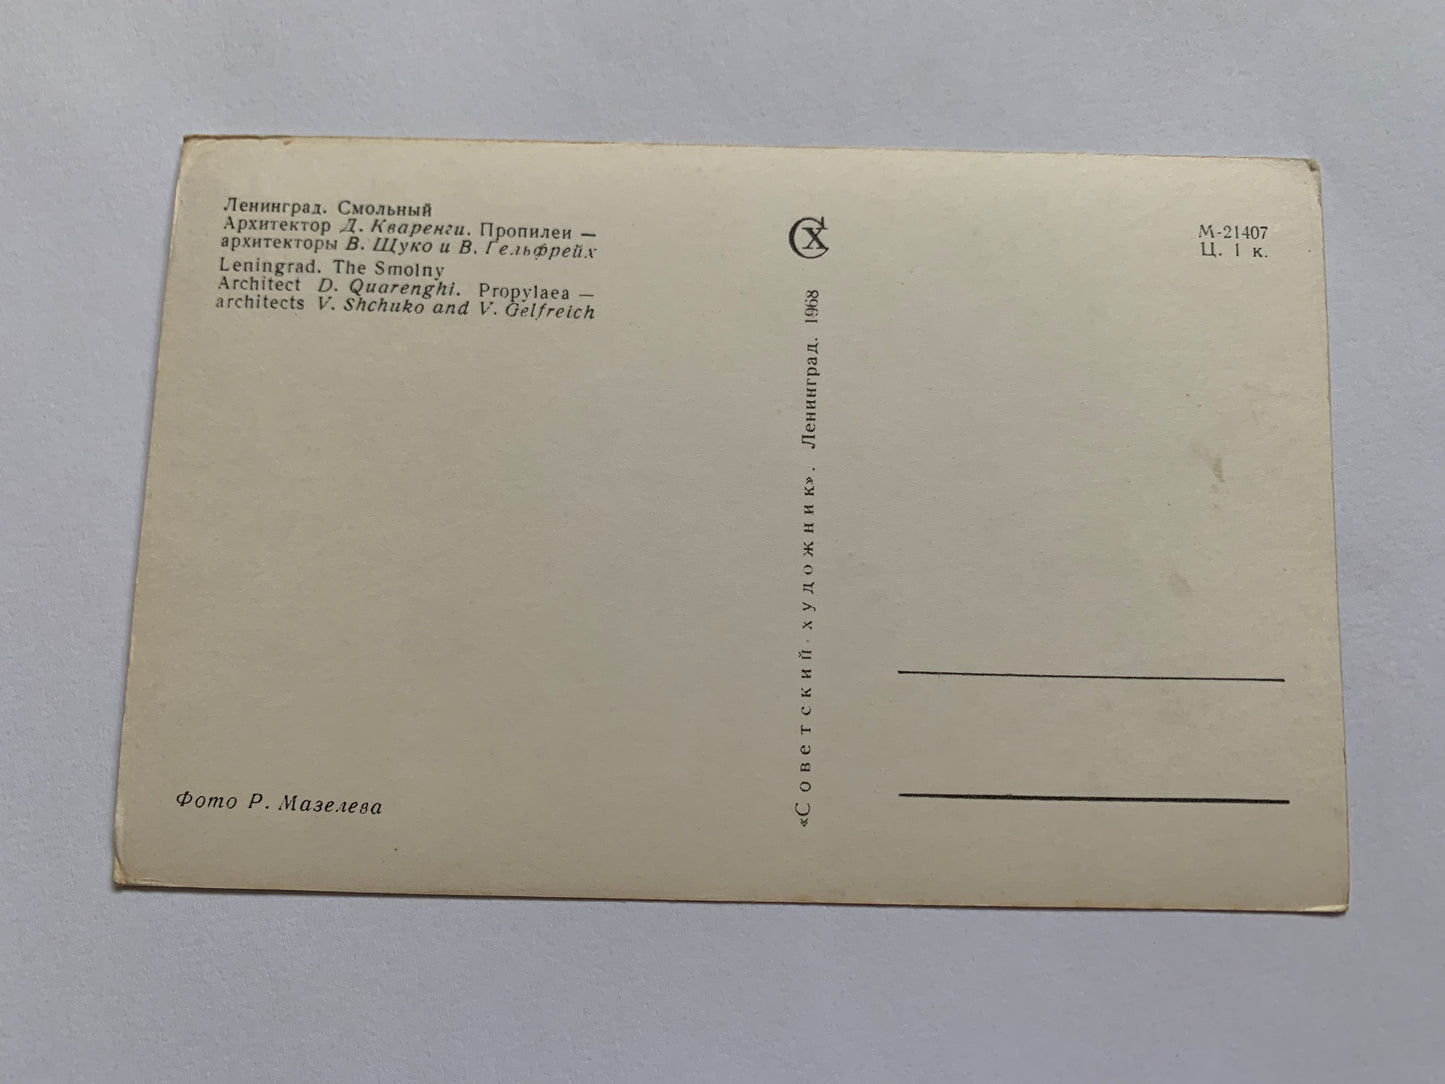 Ленинград. Смольный
Архитектор Д. Кваренги. Пропилеи —
архитекторы В. Щуко и В. Гельфрейх
Leningrad. The Smolny
Architect D. Quarenghi. Propylaea —
architects V. Shchuko and V. Gelfreich
Фото Р. Мазелева
СХ
«Советский художник». Ленинград. 1968
М-21407
Ц. 1 к.